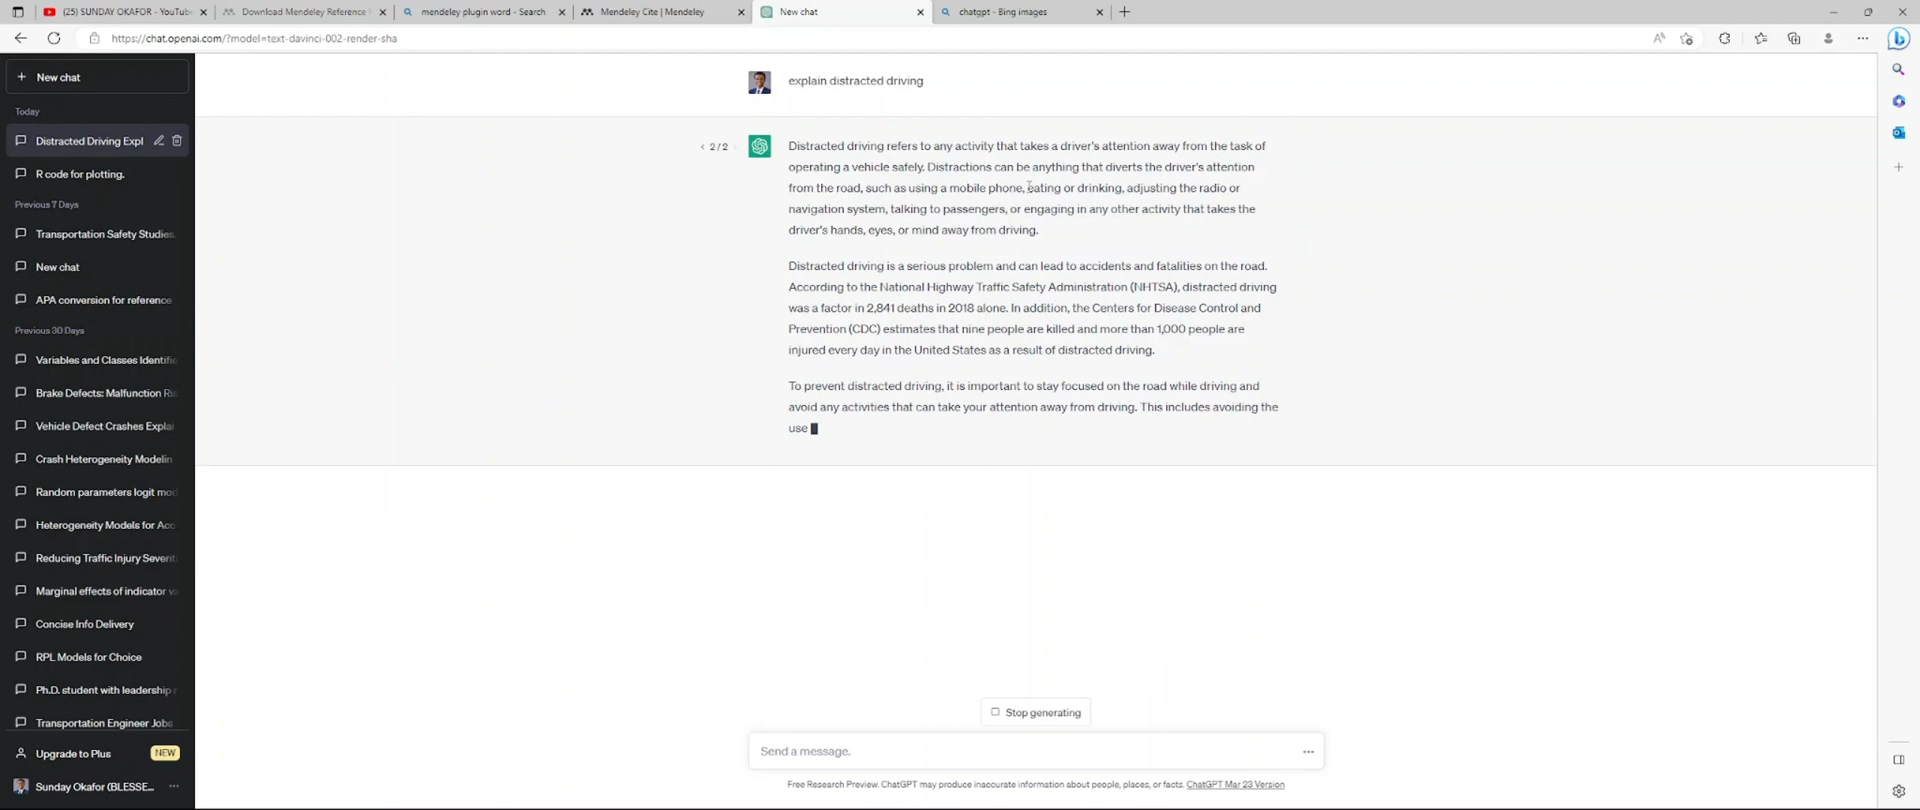 (25) SUNDAY OKAFOR - YouTube
Download Mendeley Reference
mendeley plugin word - Search
Mendeley Cite | Mendeley
New chat
chatgpt - Bing images
https://chat.openai.com/?model=text-davinci-002-render-sha
New chat
Today
Distracted Driving Expl
R code for plotting.
Previous 7 Days
Transportation Safety Studies.
New chat
APA conversion for reference
Previous 30 Days
Variables and Classes Identifi
Brake Defects: Malfunction Ri
Vehicle Defect Crashes Explai
Crash Heterogeneity Modelin
Random parameters logit mod
Heterogeneity Models for Acc
Reducing Traffic Injury Severit
Marginal effects of indicator va
Concise Info Delivery
RPL Models for Choice
Ph.D. student with leadership r
Transportation Engineer Jobs
Upgrade to Plus NEW
Sunday Okafor (BLESSE...
explain distracted driving
2/2
Distracted driving refers to any activity that takes a driver's attention away from the task of
operating a vehicle safely. Distractions can be anything that diverts the driver's attention
from the road, such as using a mobile phone, eating or drinking, adjusting the radio or
navigation system, talking to passengers, or engaging in any other activity that takes the
driver's hands, eyes, or mind away from driving.
Distracted driving is a serious problem and can lead to accidents and fatalities on the road.
According to the National Highway Traffic Safety Administration (NHTSA), distracted driving
was a factor in 2,841 deaths in 2018 alone. In addition, the Centers for Disease Control and
Prevention (CDC) estimates that nine people are killed and more than 1,000 people are
injured every day in the United States as a result of distracted driving.
To prevent distracted driving, it is important to stay focused on the road while driving and
avoid any activities that can take your attention away from driving. This includes avoiding the
use
Stop generating
Send a message.
Free Research Preview. ChatGPT may produce inaccurate information about people, places, or facts. ChatGPT Mar 23 Version